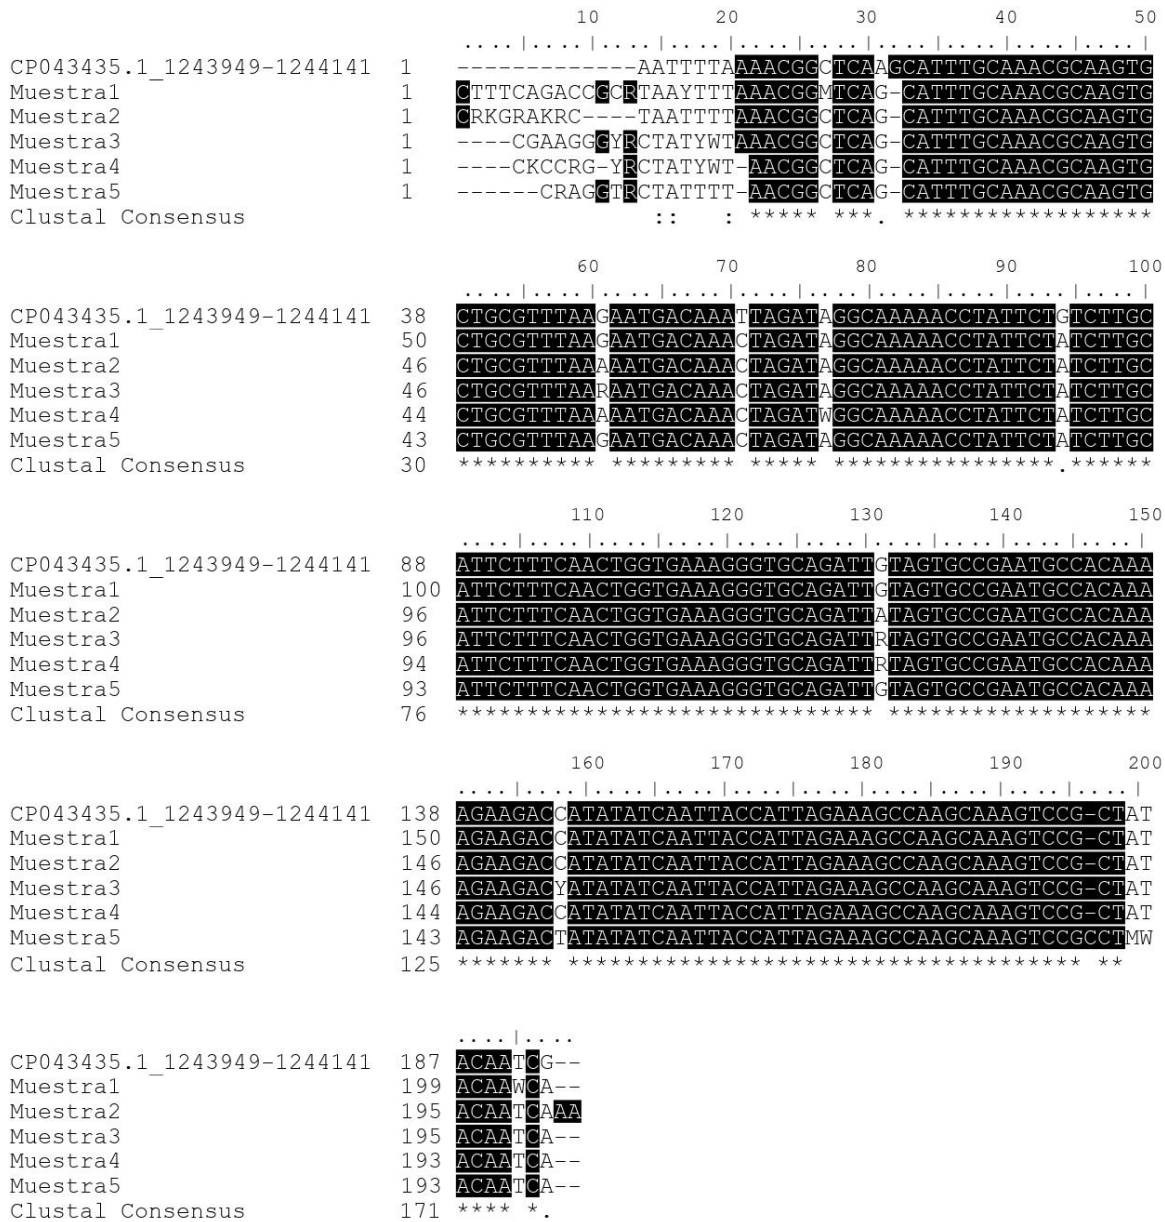 10 20 30 40 50
....|....|....|....|....|....|....|....|....|....|
CP043435.1_1243949-1244141 1 -------------AATTTTAAAACGGCTCAAGCATTTGCAAACGCAAGTG
Muestra1 1 CTTTCAGACCGCRTAAYTTTAAACGGMTCAG-CATTTGCAAACGCAAGTG
Muestra2 1 CRKGRAKRC----TAATTTTAAACGGCTCAG-CATTTGCAAACGCAAGTG
Muestra3 1 ----CGAAGGGYRCTATYWTAAACGGCTCAG-CATTTGCAAACGCAAGTG
Muestra4 1 ----CKCCRG-YRCTATYWT-AACGGCTCAG-CATTTGCAAACGCAAGTG
Muestra5 1 ------CRAGGTRCTATTTT-AACGGCTCAG-CATTTGCAAACGCAAGTG
Clustal Consensus :: : ***** ***. ******************
60 70 80 90 100
....|....|....|....|....|....|....|....|....|....|
CP043435.1_1243949-1244141 38 CTGCGTTTAAGAATGACAAATTAGATAGGCAAAAACCTATTCTGTCTTGC
Muestra1 50 CTGCGTTTAAGAATGACAAACTAGATAGGCAAAAACCTATTCTATCTTGC
Muestra2 46 CTGCGTTTAAAAATGACAAACTAGATAGGCAAAAACCTATTCTATCTTGC
Muestra3 46 CTGCGTTTAARAATGACAAACTAGATAGGCAAAAACCTATTCTATCTTGC
Muestra4 44 CTGCGTTTAAAAATGACAAACTAGATWGGCAAAAACCTATTCTATCTTGC
Muestra5 43 CTGCGTTTAAGAATGACAAACTAGATAGGCAAAAACCTATTCTATCTTGC
Clustal Consensus 30 ********** ********* ***** ****************.******
110 120 130 140 150
....|....|....|....|....|....|....|....|....|....|
CP043435.1_1243949-1244141 88 ATTCTTTCAACTGGTGAAAGGGTGCAGATTGTAGTGCCGAATGCCACAAA
Muestra1 100 ATTCTTTCAACTGGTGAAAGGGTGCAGATTGTAGTGCCGAATGCCACAAA
Muestra2 96 ATTCTTTCAACTGGTGAAAGGGTGCAGATTATAGTGCCGAATGCCACAAA
Muestra3 96 ATTCTTTCAACTGGTGAAAGGGTGCAGATTRTAGTGCCGAATGCCACAAA
Muestra4 94 ATTCTTTCAACTGGTGAAAGGGTGCAGATTRTAGTGCCGAATGCCACAAA
Muestra5 93 ATTCTTTCAACTGGTGAAAGGGTGCAGATTGTAGTGCCGAATGCCACAAA
Clustal Consensus 76 ****************************** *******************
160 170 180 190 200
....|....|....|....|....|....|....|....|....|....|
CP043435.1_1243949-1244141 138 AGAAGACCATATATCAATTACCATTAGAAAGCCAAGCAAAGTCCG-CTAT
Muestra1 150 AGAAGACCATATATCAATTACCATTAGAAAGCCAAGCAAAGTCCG-CTAT
Muestra2 146 AGAAGACCATATATCAATTACCATTAGAAAGCCAAGCAAAGTCCG-CTAT
Muestra3 146 AGAAGACYATATATCAATTACCATTAGAAAGCCAAGCAAAGTCCG-CTAT
Muestra4 144 AGAAGACCATATATCAATTACCATTAGAAAGCCAAGCAAAGTCCG-CTAT
Muestra5 143 AGAAGACTATATATCAATTACCATTAGAAAGCCAAGCAAAGTCCGCCTMW
Clustal Consensus 125 ******* ************************************* **
....|....
CP043435.1_1243949-1244141 187 ACAATCG--
Muestra1 199 ACAAWCA--
Muestra2 195 ACAATCAAA
Muestra3 195 ACAATCA--
Muestra4 193 ACAATCA--
Muestra5 193 ACAATCA--
Clustal Consensus 171 **** *.